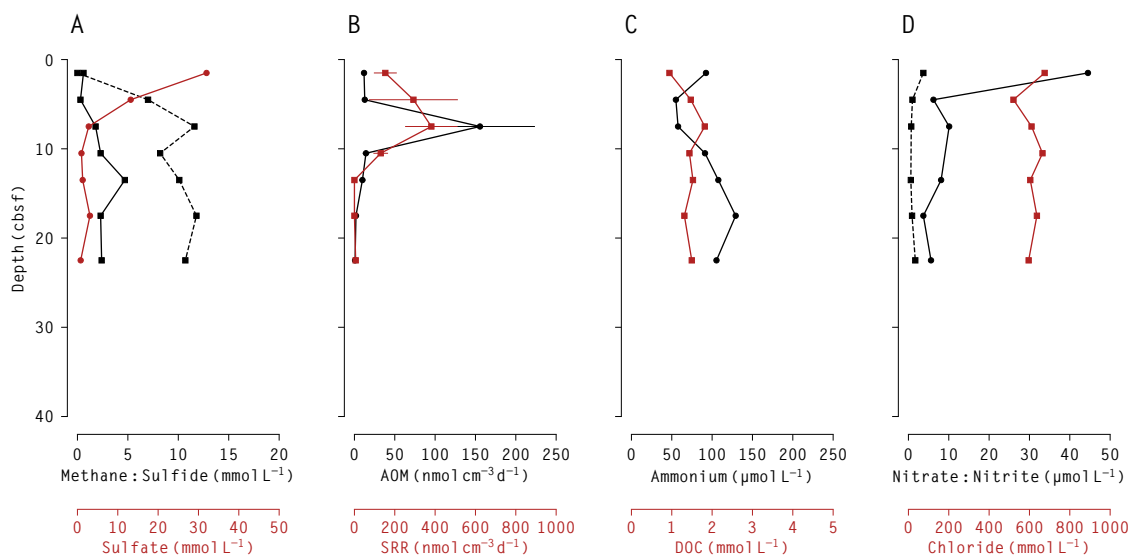 A B C D
0
10
20
30
40
Depth (cbsf)
0 5 10 15 20
Methane : Sulfide (mmol L⁻¹)
0 10 20 30 40 50
Sulfate (mmol L⁻¹)
0 50 100 150 200 250
AOM (nmol cm⁻³ d⁻¹)
0 200 400 600 800 1000
SRR (nmol cm⁻³ d⁻¹)
0 50 100 150 200 250
Ammonium (µmol L⁻¹)
0 1 2 3 4 5
DOC (mmol L⁻¹)
0 10 20 30 40 50
Nitrate : Nitrite (µmol L⁻¹)
0 200 400 600 800 1000
Chloride (mmol L⁻¹)